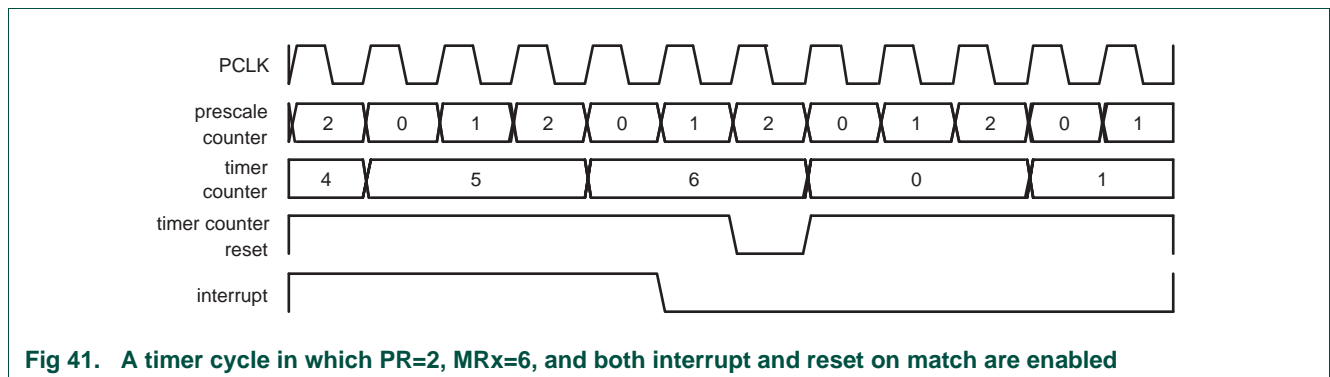 PCLK
prescale
counter
2 0 1 2 0 1 2 0 1 2 0 1
timer
counter
4 5 6 0 1
timer counter
reset
interrupt
Fig 41. A timer cycle in which PR=2, MRx=6, and both interrupt and reset on match are enabled